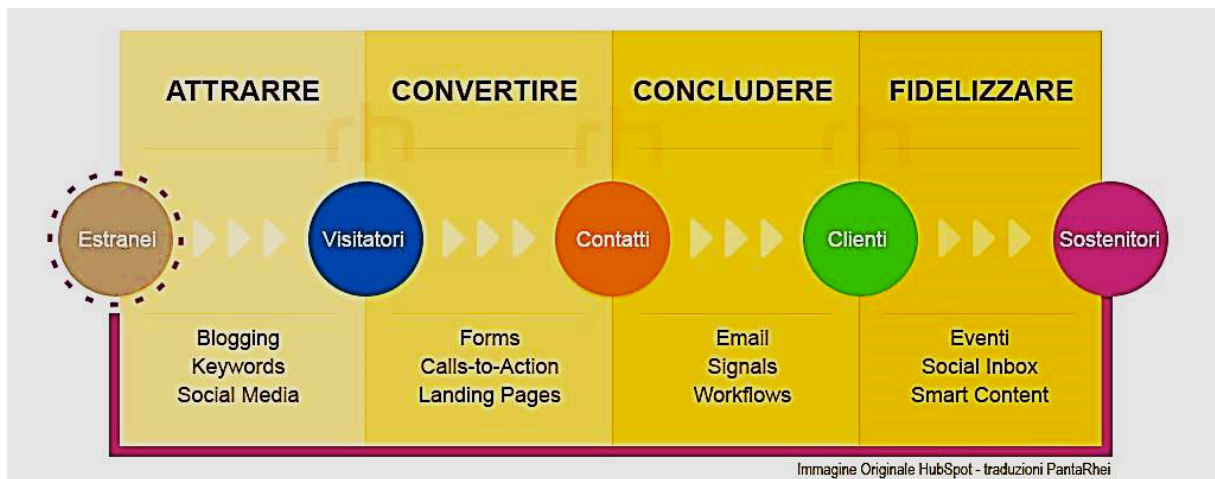 ATTRARRE
CONVERTIRE
CONCLUDERE
FIDELIZZARE
Estranei
Visitatori
Contatti
Clienti
Sostenitori
Blogging
Keywords
Social Media
Forms
Calls-to-Action
Landing Pages
Email
Signals
Workflows
Eventi
Social Inbox
Smart Content
Immagine Originale HubSpot - traduzioni PantaRhei